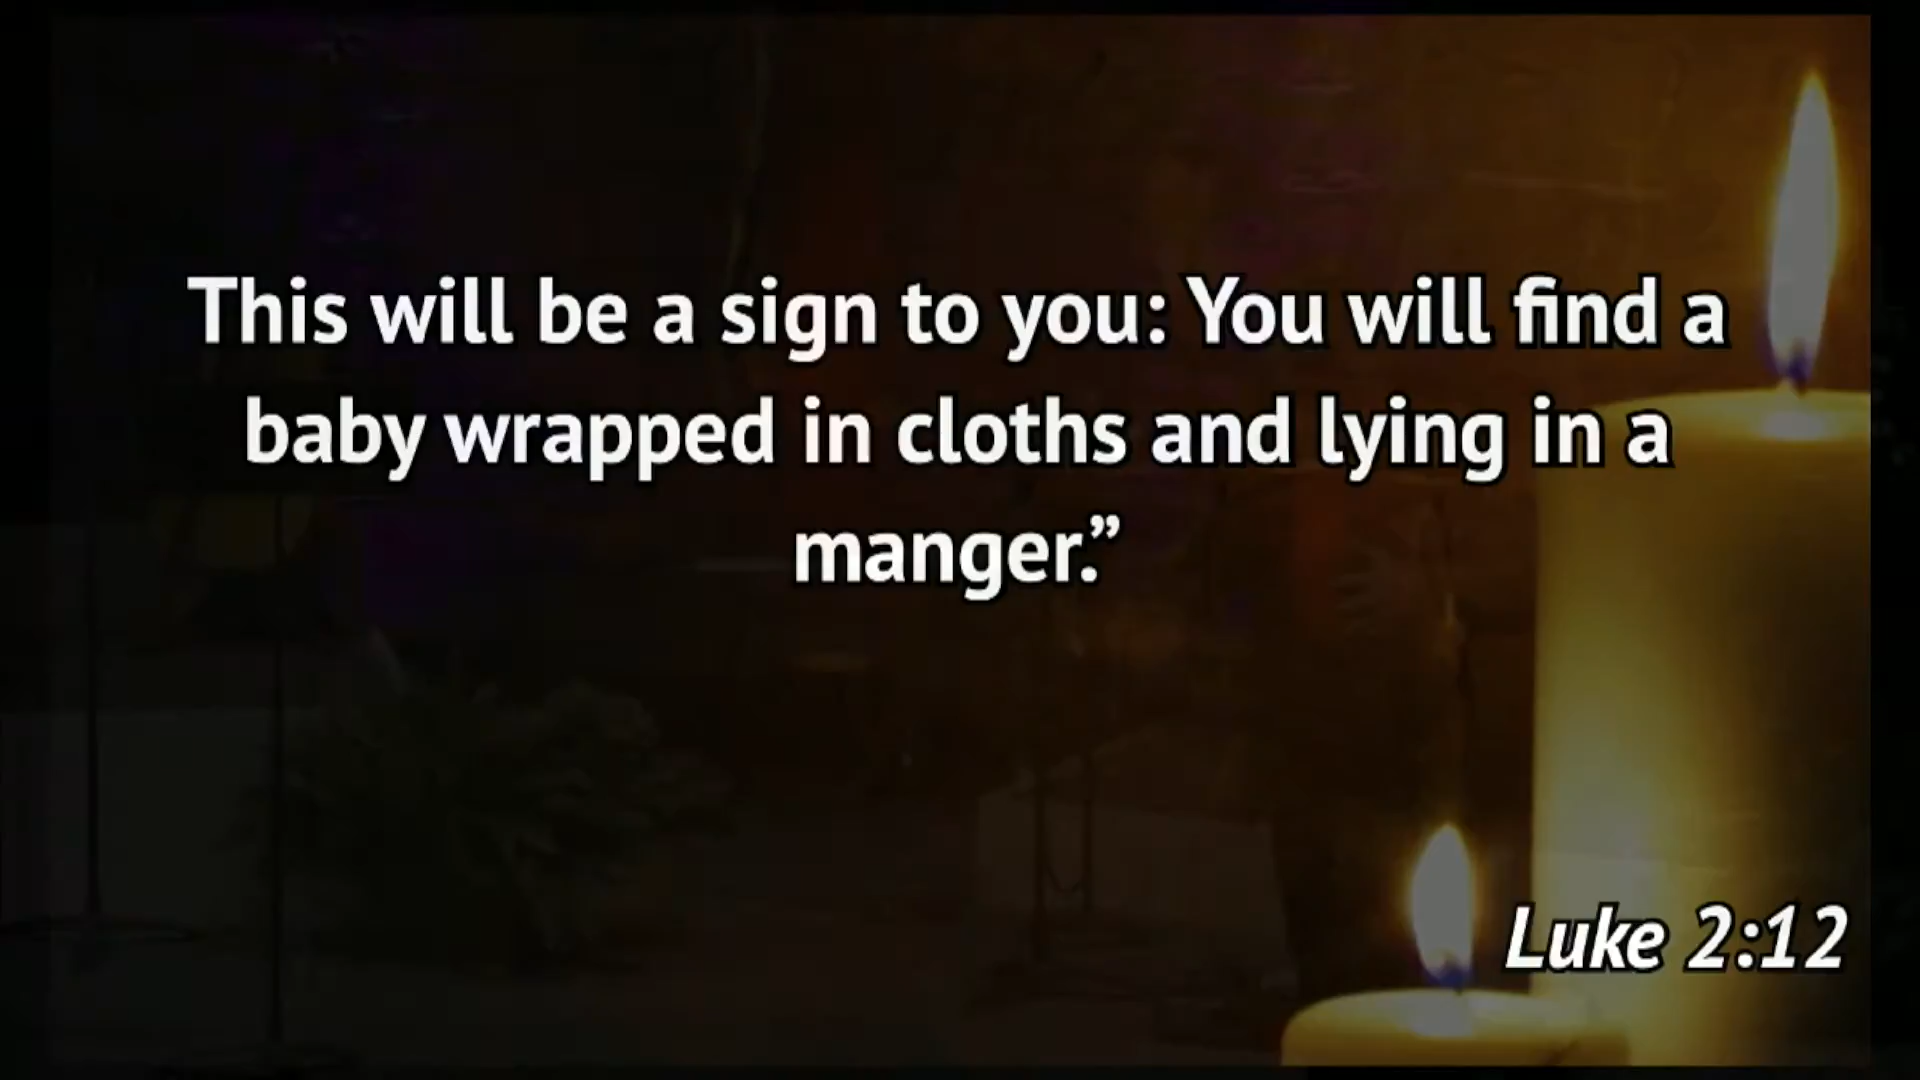 This will be a sign to you: You will find a
baby wrapped in cloths and lying in a
manger.”
Luke 2:12